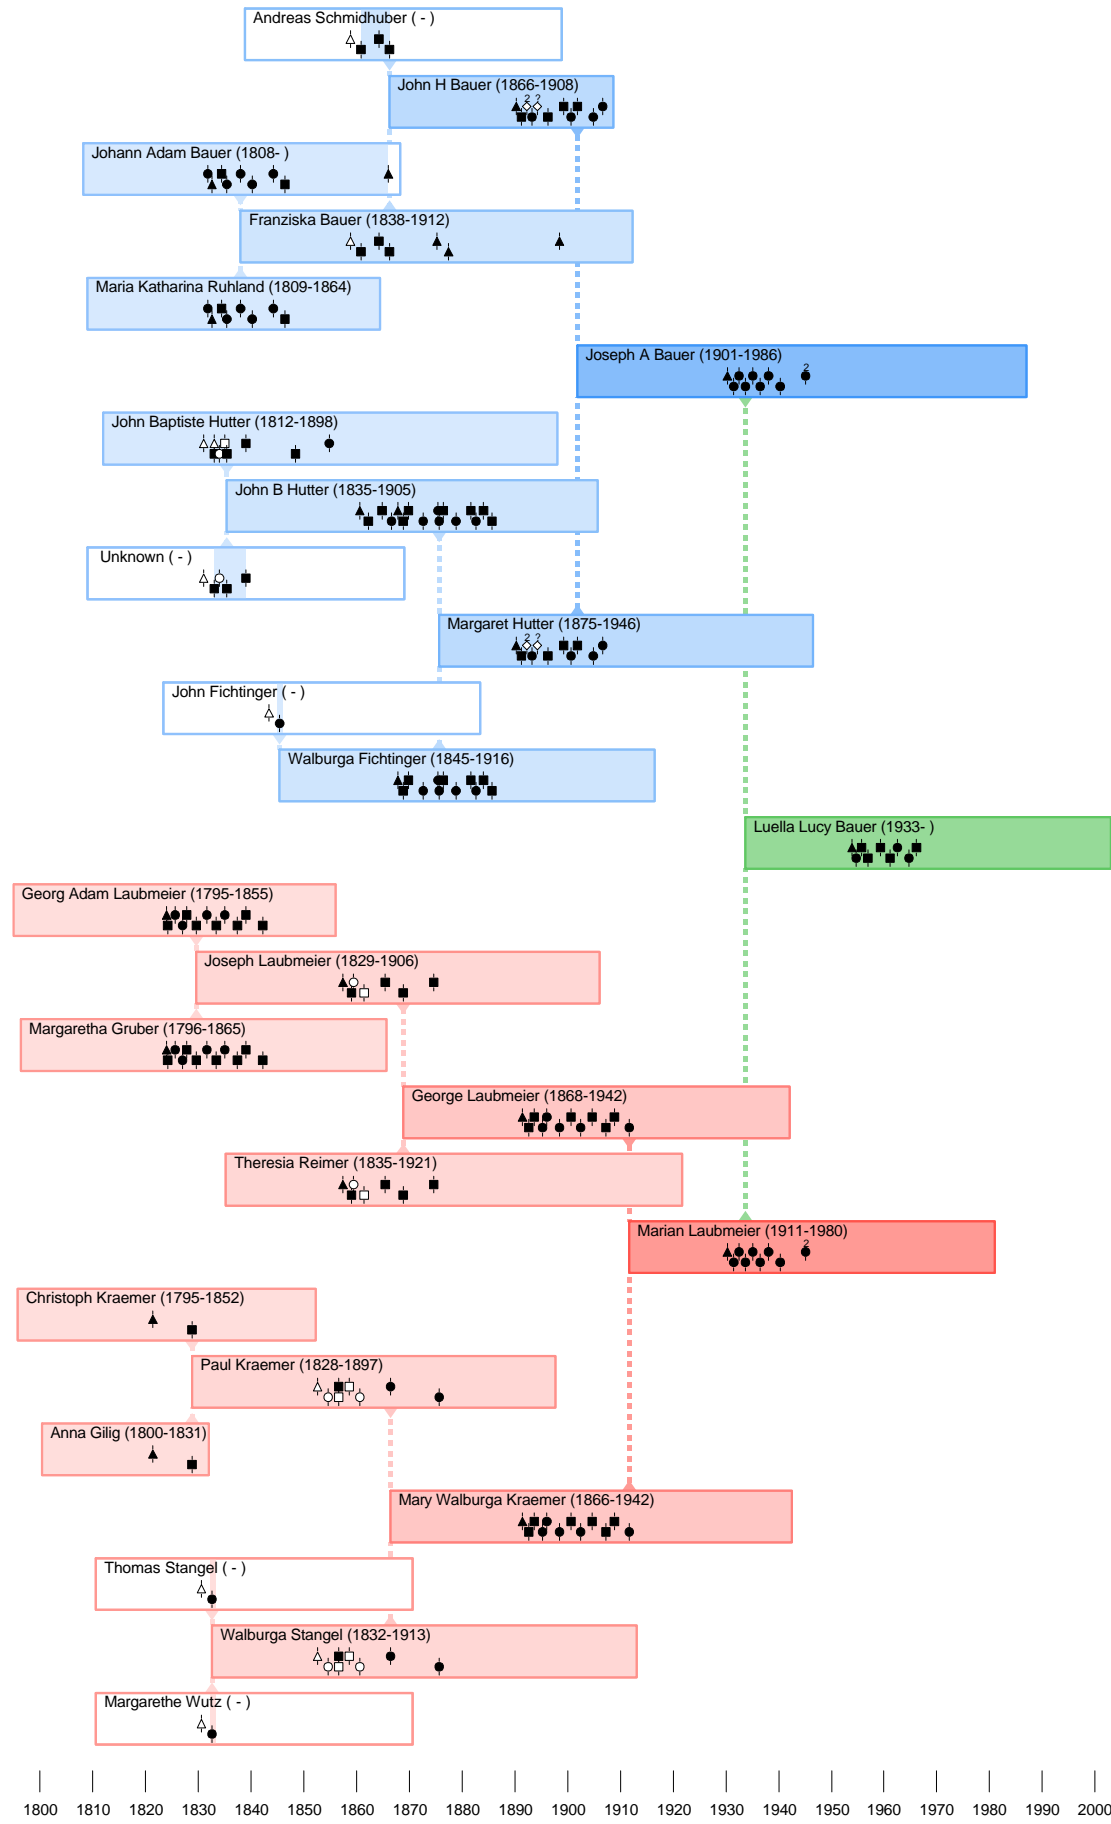 Andreas Schmidhuber ( - )
John H Bauer (1866-1908)
2 ?
Johann Adam Bauer (1808- )
Franziska Bauer (1838-1912)
Maria Katharina Ruhland (1809-1864)
Joseph A Bauer (1901-1986)
2
John Baptiste Hutter (1812-1898)
John B Hutter (1835-1905)
Unknown ( - )
Margaret Hutter (1875-1946)
2 ?
John Fichtinger ( - )
Walburga Fichtinger (1845-1916)
Luella Lucy Bauer (1933- )
Georg Adam Laubmeier (1795-1855)
Joseph Laubmeier (1829-1906)
Margaretha Gruber (1796-1865)
George Laubmeier (1868-1942)
Theresia Reimer (1835-1921)
Marian Laubmeier (1911-1980)
2
Christoph Kraemer (1795-1852)
Paul Kraemer (1828-1897)
Anna Gilig (1800-1831)
Mary Walburga Kraemer (1866-1942)
Thomas Stangel ( - )
Walburga Stangel (1832-1913)
Margarethe Wutz ( - )
1800 1810 1820 1830 1840 1850 1860 1870 1880 1890 1900 1910 1920 1930 1940 1950 1960 1970 1980 1990 2000